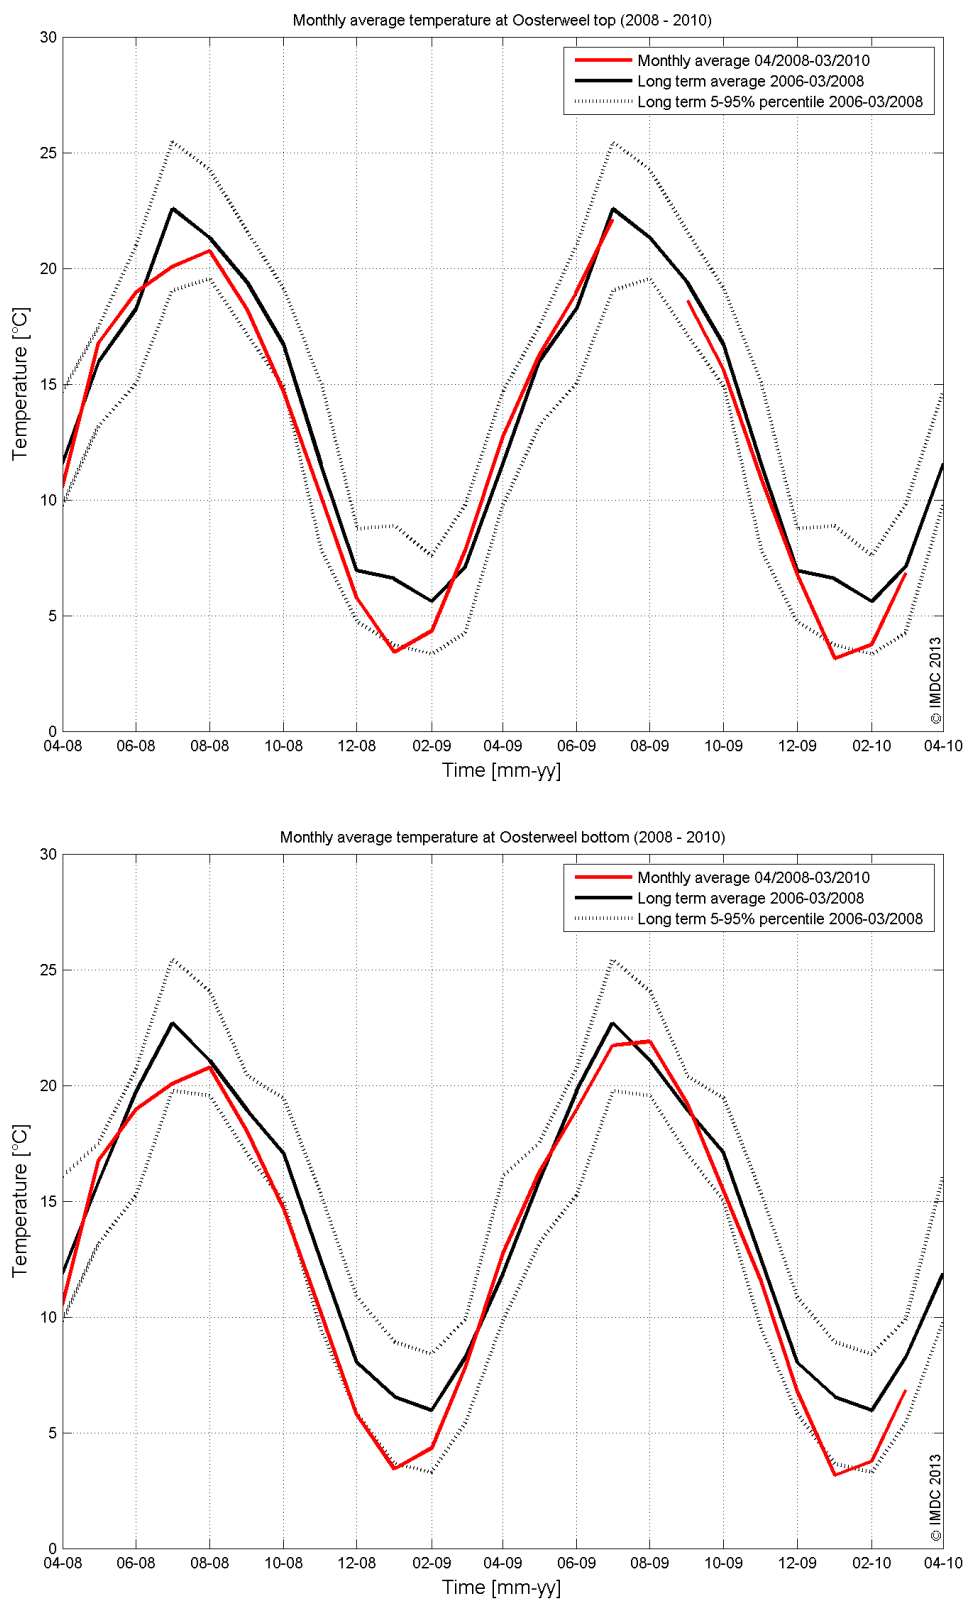 Monthly average temperature at Oosterweel top (2008 - 2010)
30
25
20
15
10
5
0
Temperature [°C]
Monthly average 04/2008-03/2010
Long term average 2006-03/2008
Long term 5-95% percentile 2006-03/2008
© IMDC 2013
04-08 06-08 08-08 10-08 12-08 02-09 04-09 06-09 08-09 10-09 12-09 02-10 04-10
Time [mm-yy]
Monthly average temperature at Oosterweel bottom (2008 - 2010)
30
25
20
15
10
5
0
Temperature [°C]
Monthly average 04/2008-03/2010
Long term average 2006-03/2008
Long term 5-95% percentile 2006-03/2008
© IMDC 2013
04-08 06-08 08-08 10-08 12-08 02-09 04-09 06-09 08-09 10-09 12-09 02-10 04-10
Time [mm-yy]